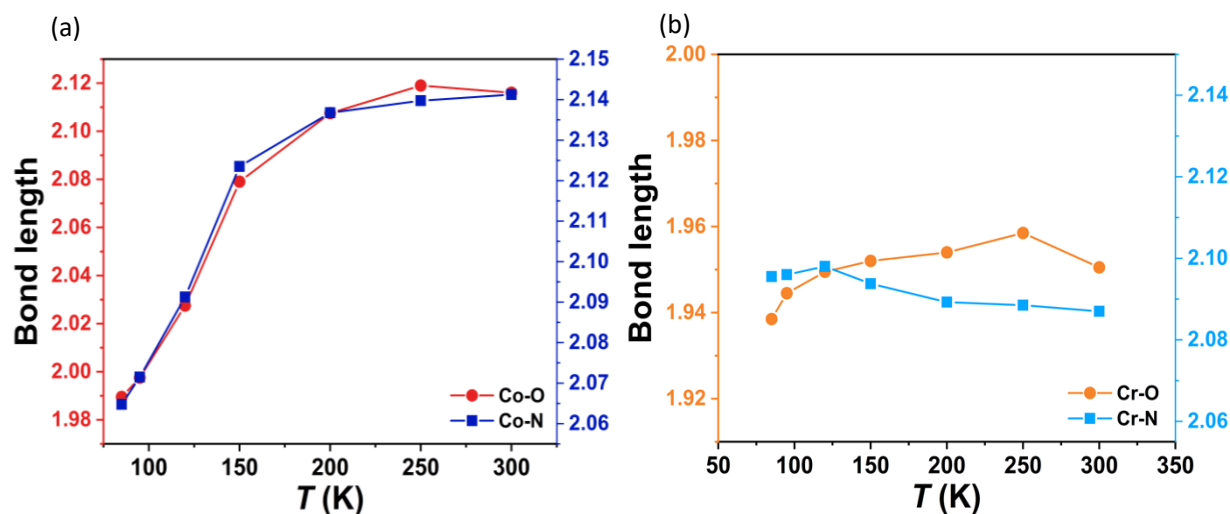 (a)
2.12
2.10
2.08
2.06
2.04
2.02
2.00
1.98
Bond length
2.15
2.14
2.13
2.12
2.11
2.10
2.09
2.08
2.07
2.06
Co-O
Co-N
100 150 200 250 300
T (K)
(b)
2.00
1.98
1.96
1.94
1.92
Bond length
2.14
2.12
2.10
2.08
2.06
Cr-O
Cr-N
50 100 150 200 250 300 350
T (K)